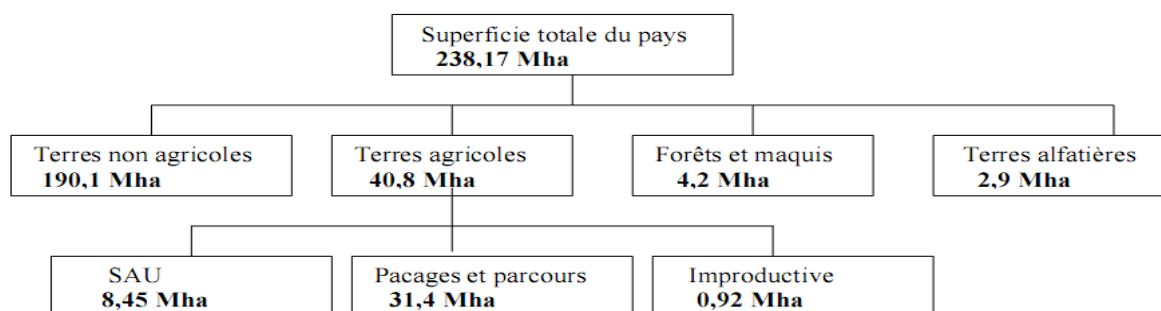 Superficie totale du pays
238,17 Mha
Terres non agricoles
190,1 Mha
Terres agricoles
40,8 Mha
Forêts et maquis
4,2 Mha
Terres alfatières
2,9 Mha
SAU
8,45 Mha
Pacages et parcours
31,4 Mha
Improductive
0,92 Mha